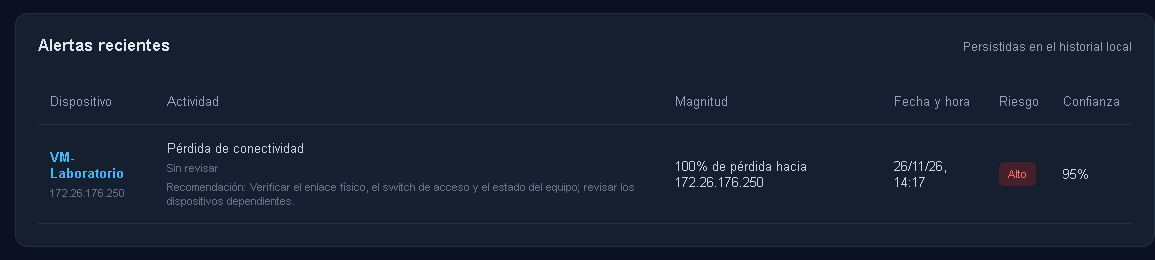 Alertas recientes
Persistidas en el historial local
Dispositivo Actividad Magnitud Fecha y hora Riesgo Confianza
VM-
Laboratorio
172.26.176.250
Pérdida de conectividad
Sin revisar
Recomendación: Verificar el enlace físico, el switch de acceso y el estado del equipo; revisar los
dispositivos dependientes.
100% de pérdida hacia
172.26.176.250
26/11/26,
14:17
Alto
95%